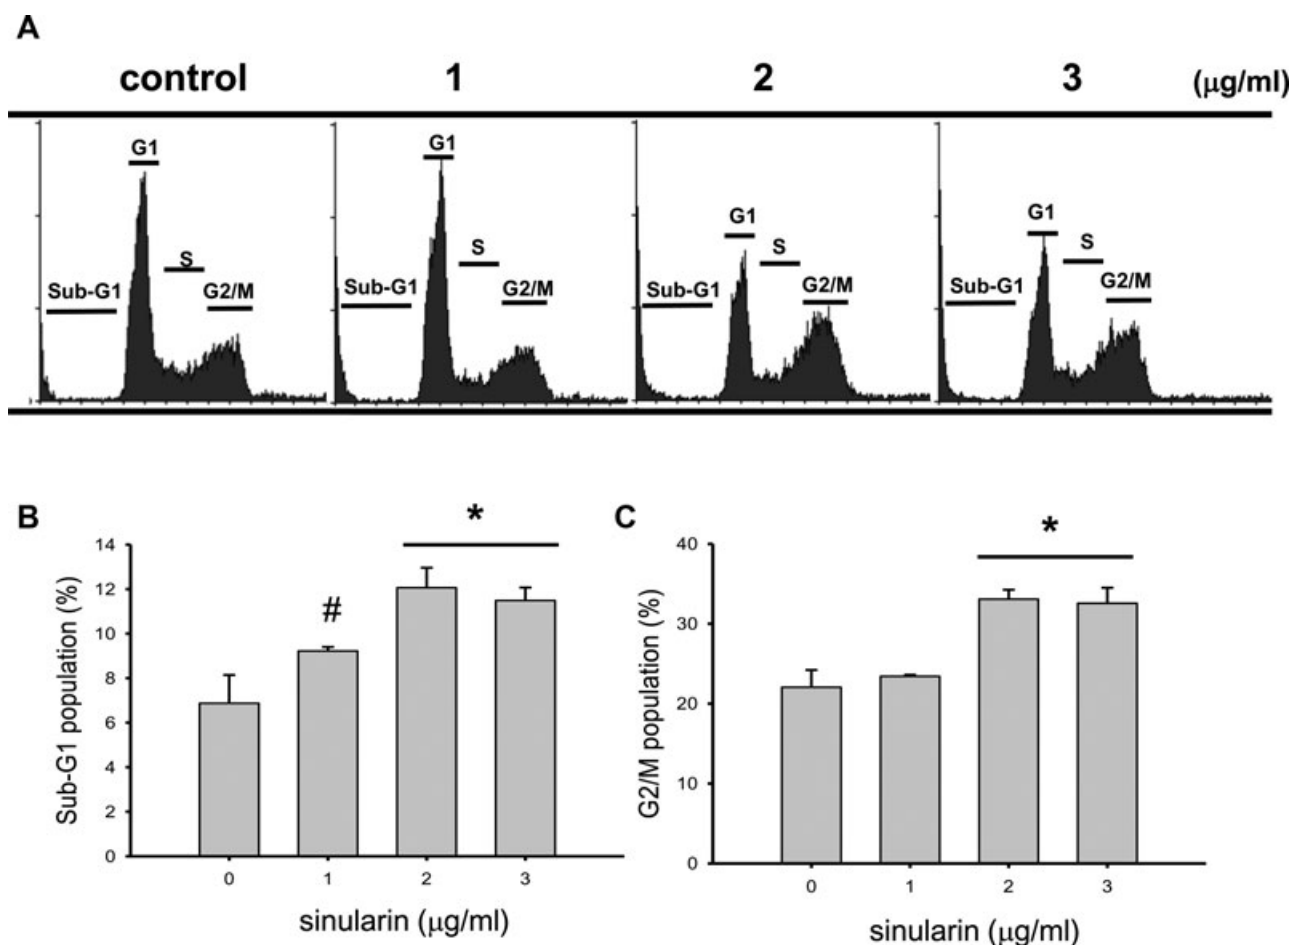 A
control 1 2 3 (μg/ml)
G1 G1 G1 G1
S S S S
Sub-G1 G2/M Sub-G1 G2/M Sub-G1 G2/M Sub-G1 G2/M
B
*
#
Sub-G1 population (%)
14
12
10
8
6
4
2
0
0 1 2 3
sinularin (μg/ml)
C
*
G2/M population (%)
40
30
20
10
0
0 1 2 3
sinularin (μg/ml)